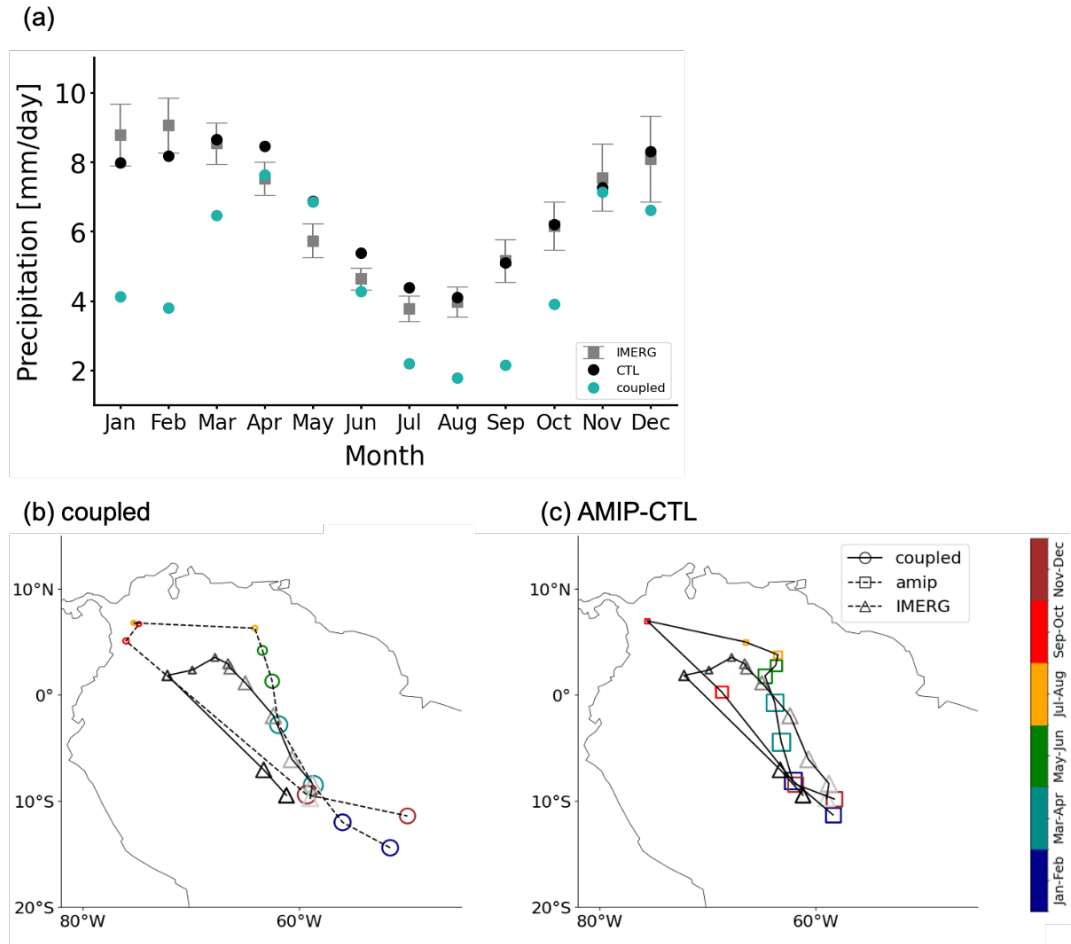 (a)
Precipitation [mm/day]
10
8
6
4
2
IMERG
CTL
coupled
Jan Feb Mar Apr May Jun Jul Aug Sep Oct Nov Dec
Month
(b) coupled
(c) AMIP-CTL
10°N
0°
10°S
20°S
80°W 60°W
10°N
0°
10°S
20°S
80°W 60°W
coupled
amip
IMERG
Nov-Dec
Sep-Oct
Jul-Aug
May-Jun
Mar-Apr
Jan-Feb